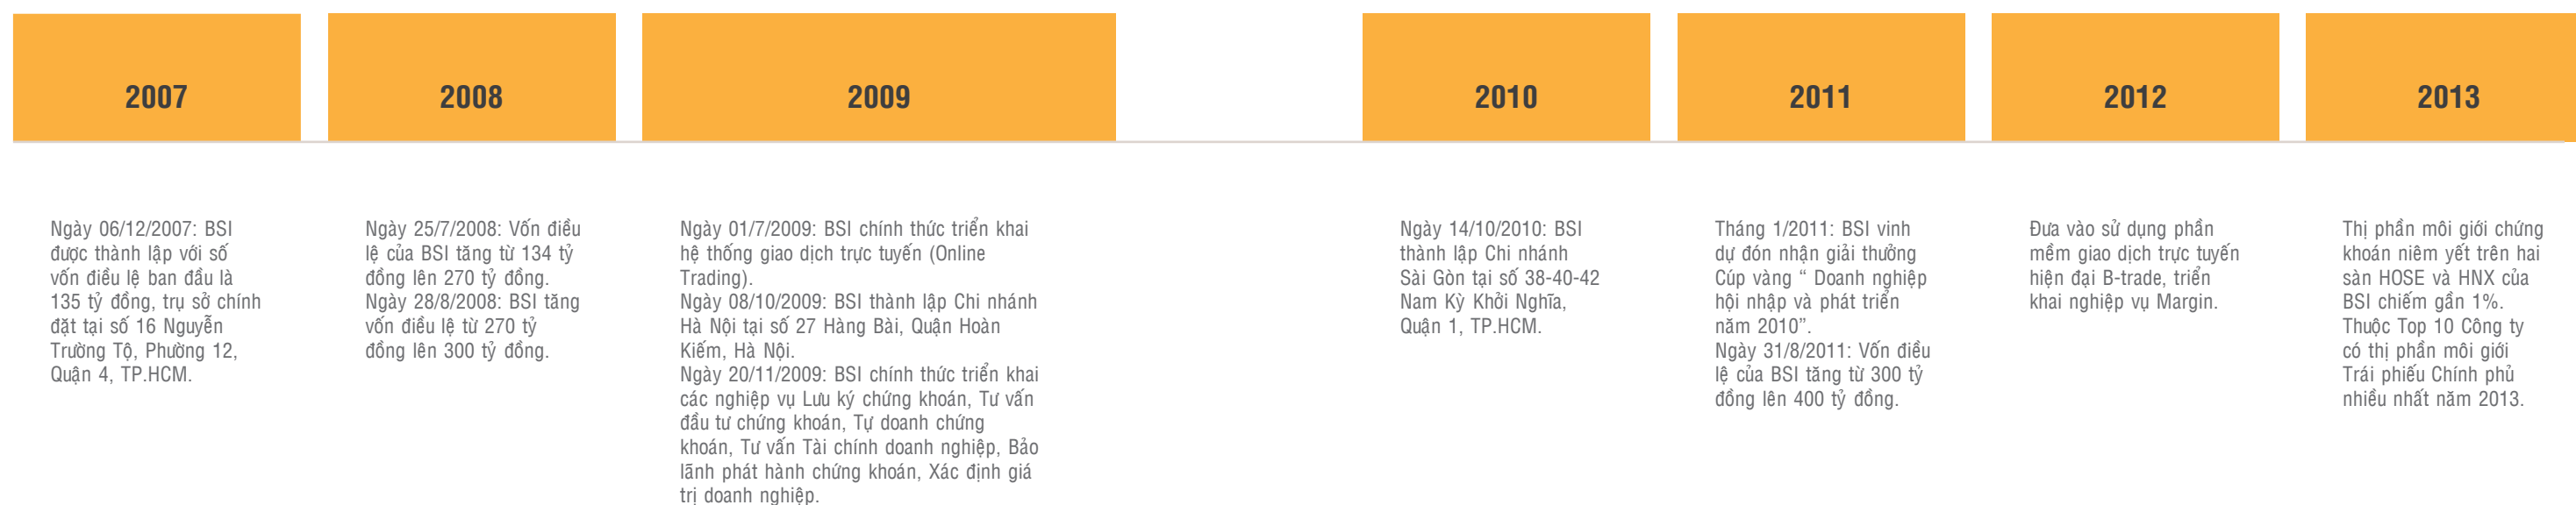 2007
Ngày 06/12/2007: BSI
được thành lập với số
vốn điều lệ ban đầu là
135 tỷ đồng, trụ sở chính
đặt tại số 16 Nguyễn
Trường Tộ, Phường 12,
Quận 4, TP.HCM.
2008
Ngày 25/7/2008: Vốn điều
lệ của BSI tăng từ 134 tỷ
đồng lên 270 tỷ đồng.
Ngày 28/8/2008: BSI tăng
vốn điều lệ từ 270 tỷ
đồng lên 300 tỷ đồng.
2009
Ngày 01/7/2009: BSI chính thức triển khai
hệ thống giao dịch trực tuyến (Online
Trading).
Ngày 08/10/2009: BSI thành lập Chi nhánh
Hà Nội tại số 27 Hàng Bài, Quận Hoàn
Kiếm, Hà Nội.
Ngày 20/11/2009: BSI chính thức triển khai
các nghiệp vụ Lưu ký chứng khoán, Tư vấn
đầu tư chứng khoán, Tự doanh chứng
khoán, Tư vấn Tài chính doanh nghiệp, Bảo
lãnh phát hành chứng khoán, Xác định giá
trị doanh nghiệp.
2010
Ngày 14/10/2010: BSI
thành lập Chi nhánh
Sài Gòn tại số 38-40-42
Nam Kỳ Khởi Nghĩa,
Quận 1, TP.HCM.
2011
Tháng 1/2011: BSI vinh
dự đón nhận giải thưởng
Cúp vàng “ Doanh nghiệp
hội nhập và phát triển
năm 2010”.
Ngày 31/8/2011: Vốn điều
lệ của BSI tăng từ 300 tỷ
đồng lên 400 tỷ đồng.
2012
Đưa vào sử dụng phần
mềm giao dịch trực tuyến
hiện đại B-trade, triển
khai nghiệp vụ Margin.
2013
Thị phần môi giới chứng
khoán niêm yết trên hai
sàn HOSE và HNX của
BSI chiếm gần 1%.
Thuộc Top 10 Công ty
có thị phần môi giới
Trái phiếu Chính phủ
nhiều nhất năm 2013.